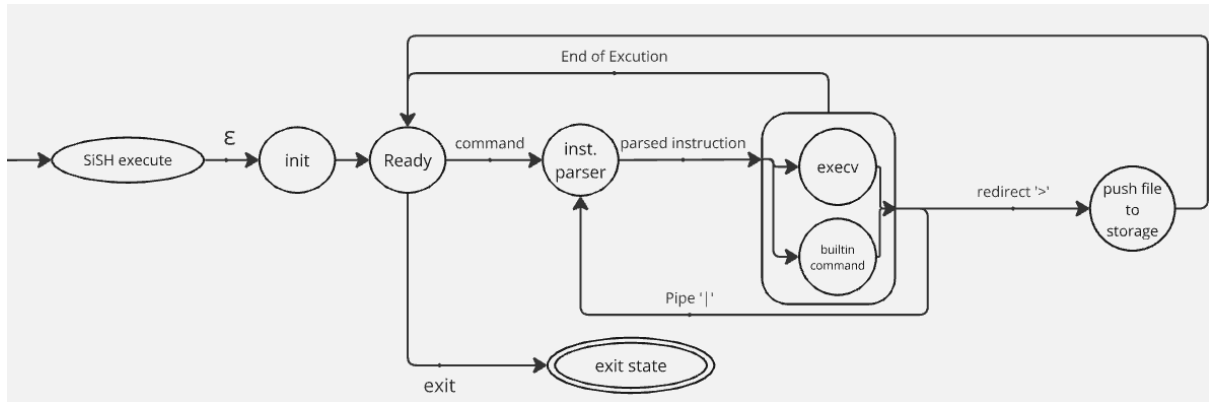 End of Excution
SiSH execute
ε
init
Ready
command
inst.
parser
parsed instruction
execv
builtin
command
redirect '>'
push file
to
storage
Pipe '|'
exit
exit state